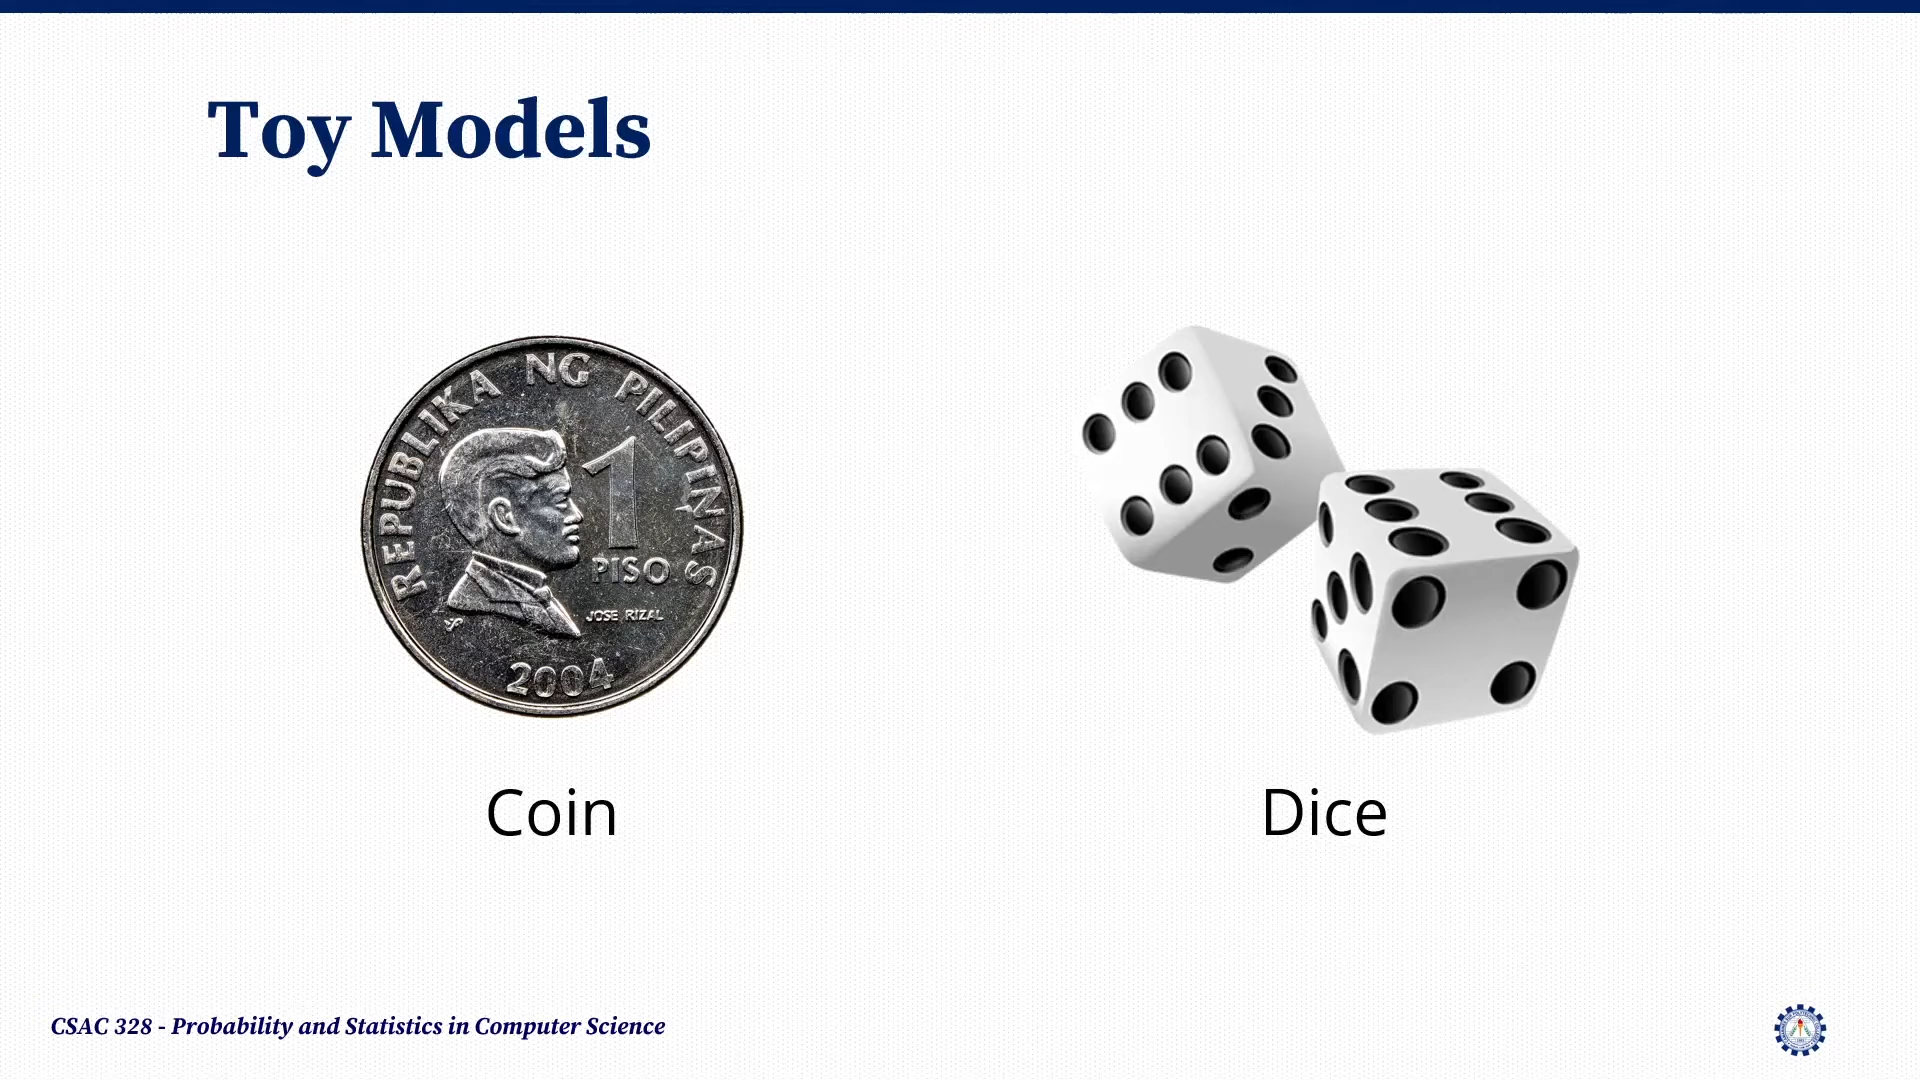 Toy Models
REPUBLIKA NG PILIPINAS
1
PISO
JOSE RIZAL
2004
Coin
Dice
CSAC 328 - Probability and Statistics in Computer Science